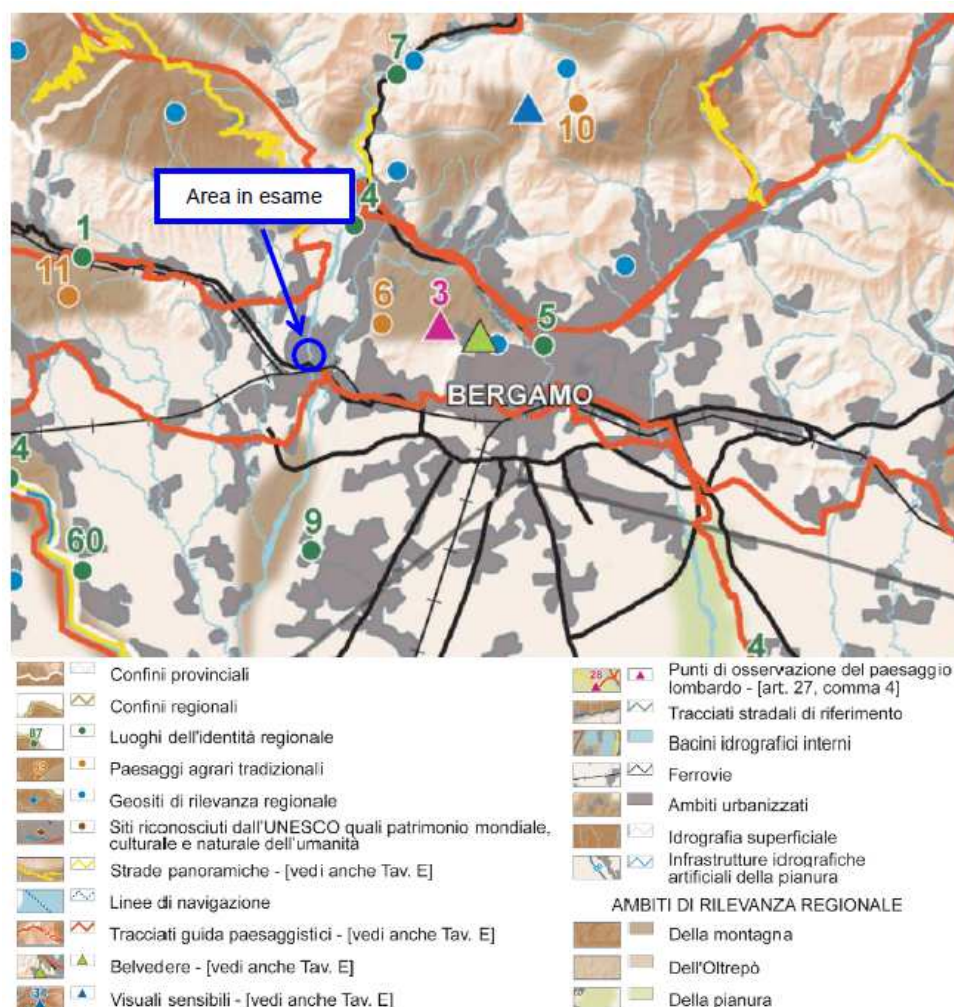 7
10
Area in esame
4
1
11
6
3
5
BERGAMO
4
60
9
4
Confini provinciali
Confini regionali
87
Luoghi dell'identità regionale
Paesaggi agrari tradizionali
Geositi di rilevanza regionale
Siti riconosciuti dall'UNESCO quali patrimonio mondiale,
culturale e naturale dell'umanità
Strade panoramiche - [vedi anche Tav. E]
Linee di navigazione
Tracciati guida paesaggistici - [vedi anche Tav. E]
Belvedere - [vedi anche Tav. E]
Visuali sensibili - [vedi anche Tav. E]
28
Punti di osservazione del paesaggio
lombardo - [art. 27, comma 4]
Tracciati stradali di riferimento
Bacini idrografici interni
Ferrovie
Ambiti urbanizzati
Idrografia superficiale
Infrastrutture idrografiche
artificiali della pianura
AMBITI DI RILEVANZA REGIONALE
Della montagna
Dell'Oltrepò
Della pianura